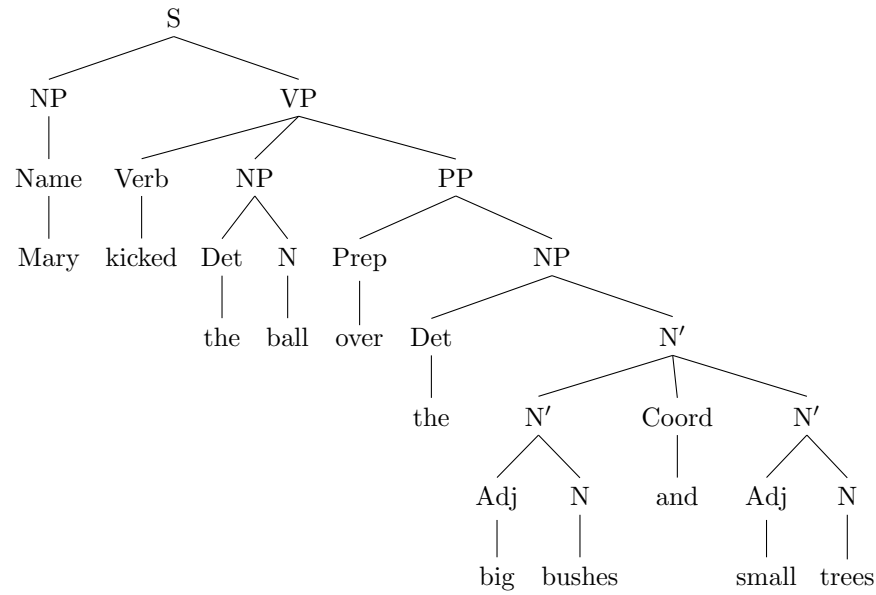 S
NP VP
Name Verb NP PP
Mary kicked Det N Prep NP
the ball over Det N′
the N′ Coord N′
Adj N and Adj N
big bushes small trees